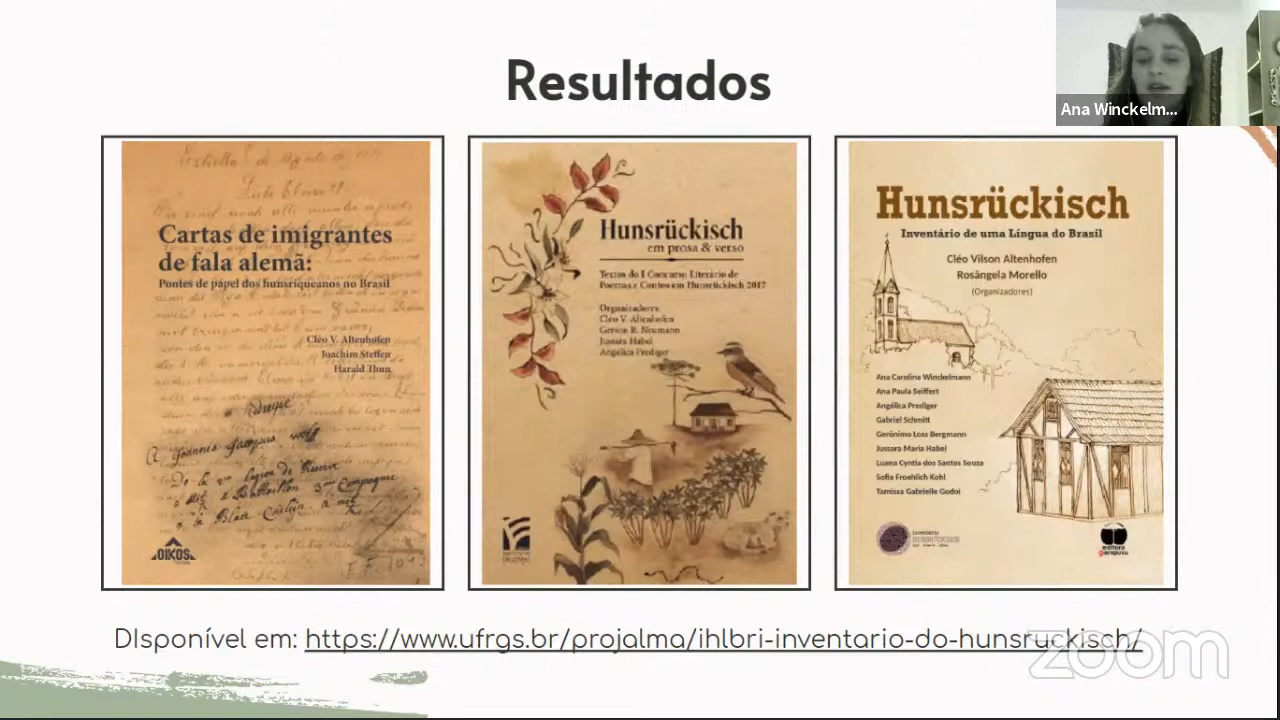 Resultados
Ana Winckelm...
Cartas de imigrantes
de fala alemã:
Pontes de papel dos hunsriqueanos no Brasil
Cléo V. Altenhofen
Joachim Steffen
Harald Thun
OIKOS
Hunsrückisch
em prosa & verso
Textos do I Concurso Literário de
Poemas e Contos em Hunsrückisch 2017
Organizadores
Cléo V. Altenhofen
Gerson R. Neumann
Jussara Habel
Angélica Prediger
Hunsrückisch
Inventário de uma Língua do Brasil
Cléo Vilson Altenhofen
Rosângela Morello
(Organizadores)
Ana Carolina Winckelmann
Ana Paula Seiffert
Angélica Prediger
Gabriel Schmitt
Gerônimo Loss Bergmann
Jussara Maria Habel
Luana Cyntia dos Santos Souza
Sofia Froehlich Kohl
Tamissa Gabrielle Godoi
editora
garapuvu
DIsponível em: https://www.ufrgs.br/projalma/ihlbri-inventario-do-hunsruckisch/
zoom